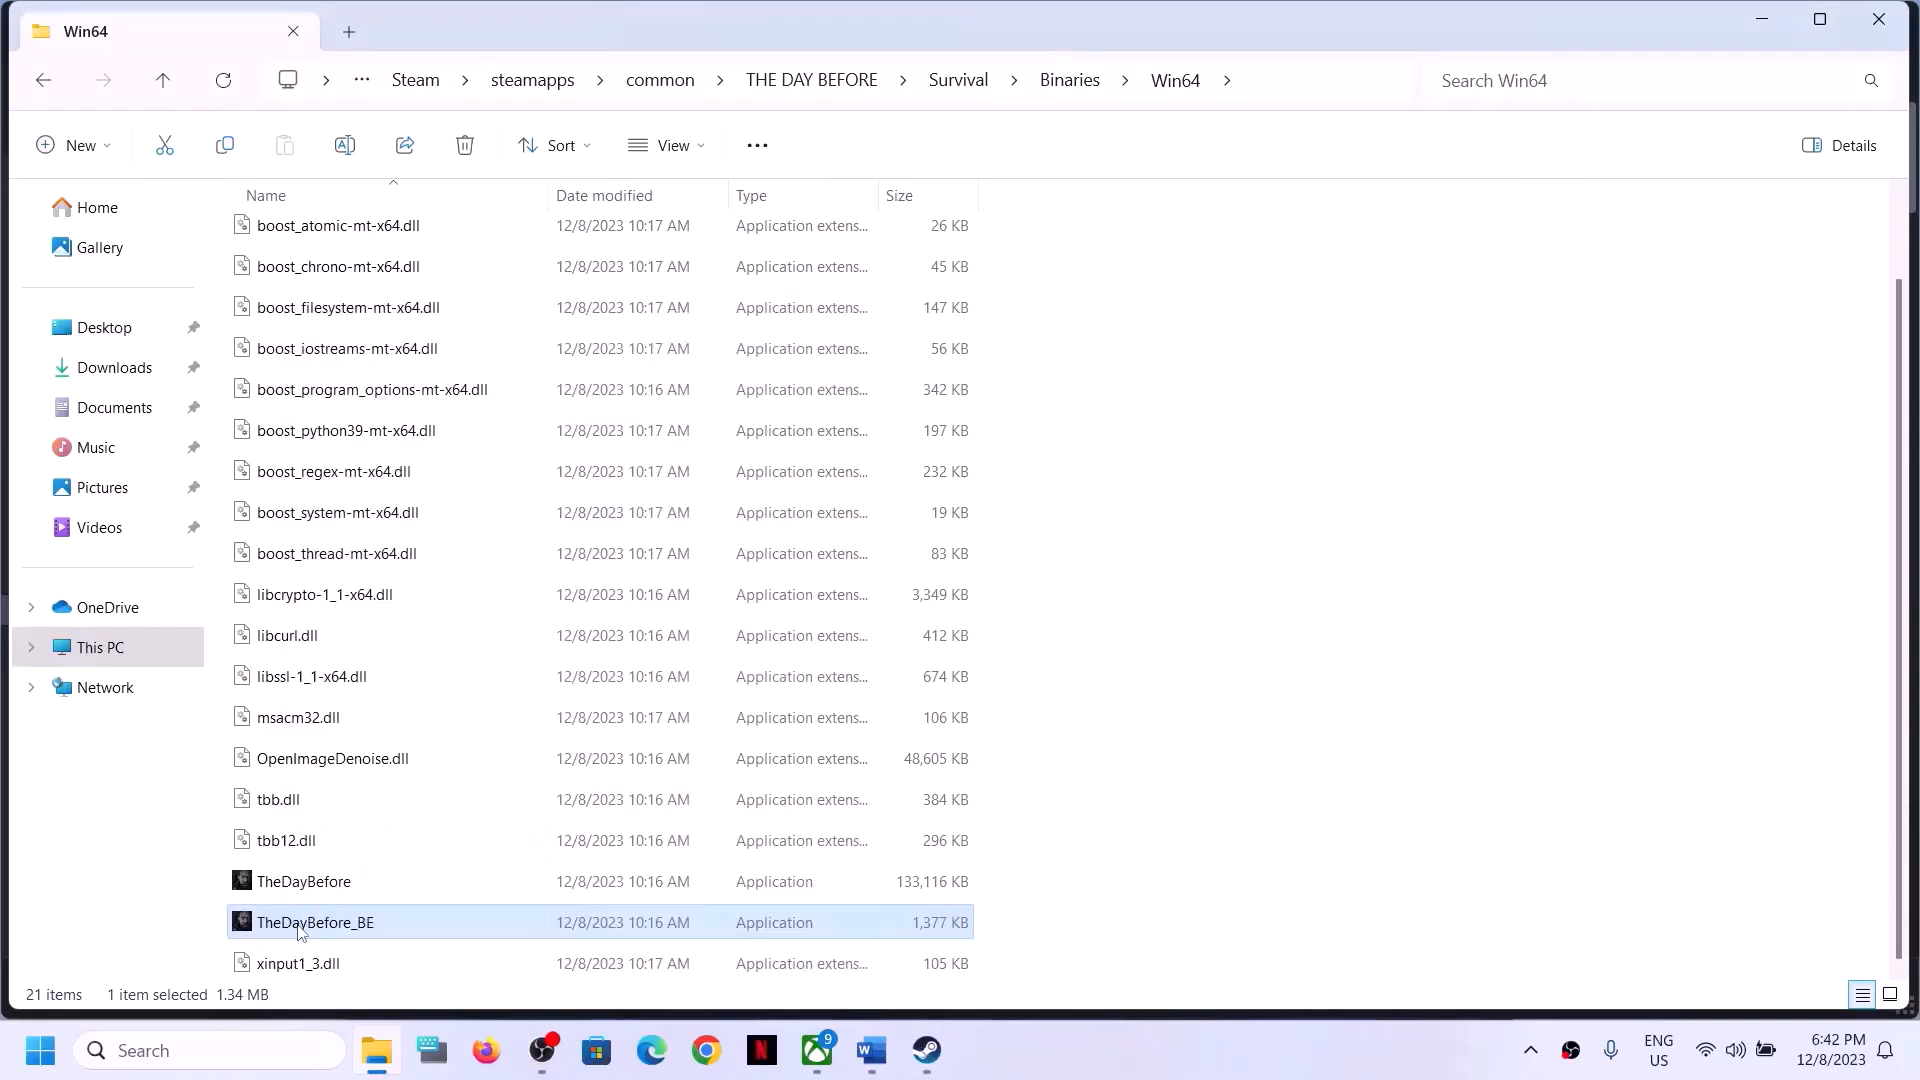 Win64
Steam > steamapps > common > THE DAY BEFORE > Survival > Binaries > Win64 >
Search Win64
New
Sort
View
Details
Name Date modified Type Size
boost_atomic-mt-x64.dll 12/8/2023 10:17 AM Application extens... 26 KB
boost_chrono-mt-x64.dll 12/8/2023 10:17 AM Application extens... 45 KB
boost_filesystem-mt-x64.dll 12/8/2023 10:17 AM Application extens... 147 KB
boost_iostreams-mt-x64.dll 12/8/2023 10:17 AM Application extens... 56 KB
boost_program_options-mt-x64.dll 12/8/2023 10:16 AM Application extens... 342 KB
boost_python39-mt-x64.dll 12/8/2023 10:17 AM Application extens... 197 KB
boost_regex-mt-x64.dll 12/8/2023 10:17 AM Application extens... 232 KB
boost_system-mt-x64.dll 12/8/2023 10:17 AM Application extens... 19 KB
boost_thread-mt-x64.dll 12/8/2023 10:17 AM Application extens... 83 KB
libcrypto-1_1-x64.dll 12/8/2023 10:16 AM Application extens... 3,349 KB
libcurl.dll 12/8/2023 10:16 AM Application extens... 412 KB
libssl-1_1-x64.dll 12/8/2023 10:16 AM Application extens... 674 KB
msacm32.dll 12/8/2023 10:17 AM Application extens... 106 KB
OpenImageDenoise.dll 12/8/2023 10:16 AM Application extens... 48,605 KB
tbb.dll 12/8/2023 10:16 AM Application extens... 384 KB
tbb12.dll 12/8/2023 10:16 AM Application extens... 296 KB
TheDayBefore 12/8/2023 10:16 AM Application 133,116 KB
TheDayBefore_BE 12/8/2023 10:16 AM Application 1,377 KB
xinput1_3.dll 12/8/2023 10:17 AM Application extens... 105 KB
Home
Gallery
Desktop
Downloads
Documents
Music
Pictures
Videos
OneDrive
This PC
Network
21 items 1 item selected 1.34 MB
Search
9
ENG
US
6:42 PM
12/8/2023